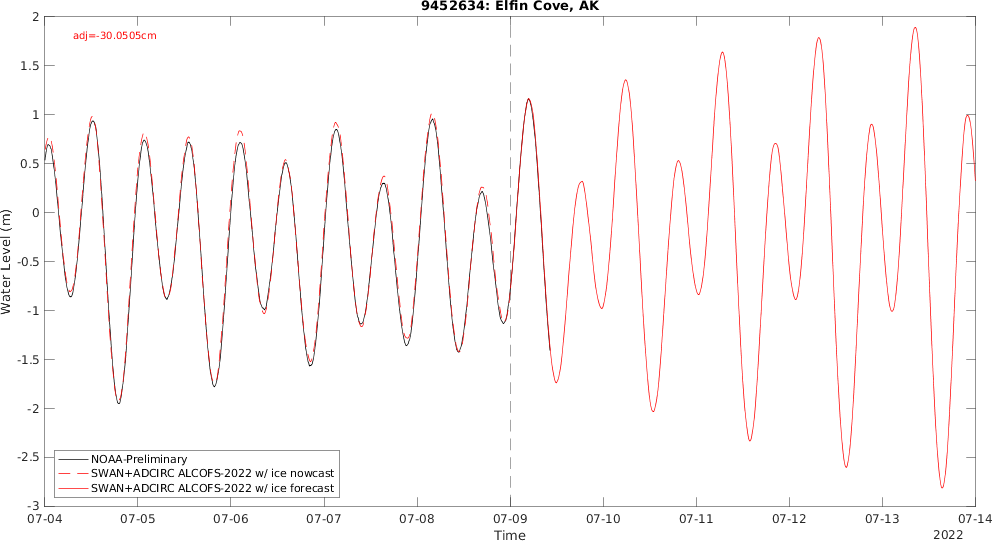 9452634: Elfin Cove, AK
adj=-30.0505cm
Water Level (m)
2
1.5
1
0.5
0
-0.5
-1
-1.5
-2
-2.5
-3
NOAA-Preliminary
SWAN+ADCIRC ALCOFS-2022 w/ ice nowcast
SWAN+ADCIRC ALCOFS-2022 w/ ice forecast
07-04 07-05 07-06 07-07 07-08 07-09 07-10 07-11 07-12 07-13 07-14
Time
2022